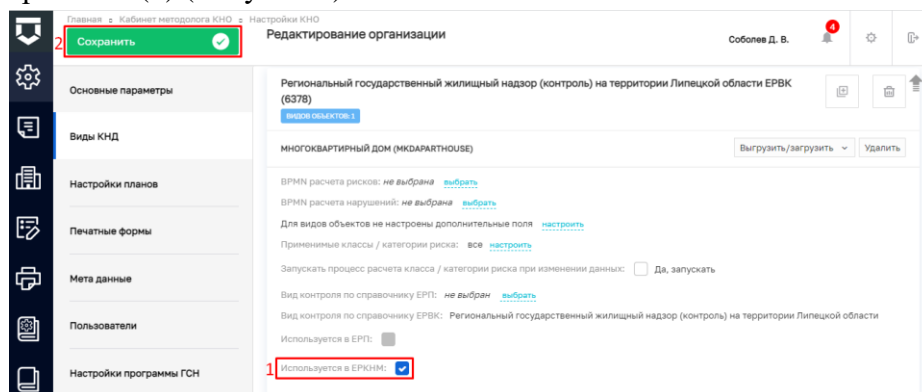 Главная Кабинет методолога КНО Настройки КНО
2 Сохранить
Редактирование организации
Соболев Д. В.
4
Основные параметры
Виды КНД
Настройки планов
Печатные формы
Мета данные
Пользователи
Настройки программы ГСН
Региональный государственный жилищный надзор (контроль) на территории Липецкой области ЕРВК
(6378)
ВИДОВ ОБЪЕКТОВ: 1
МНОГОКВАРТИРНЫЙ ДОМ (MKDAPARTHOUSE)
Выгрузить/загрузить Удалить
BPMN расчета рисков: не выбрана выбрать
BPMN расчета нарушений: не выбрана выбрать
Для видов объектов не настроены дополнительные поля настроить
Применимые классы / категории риска: все настроить
Запускать процесс расчета класса / категории риска при изменении данных: Да, запускать
Вид контроля по справочнику ЕРП: не выбран выбрать
Вид контроля по справочнику ЕРВК: Региональный государственный жилищный надзор (контроль) на территории Липецкой области
Используется в ЕРП:
1 Используется в ЕРКНМ: